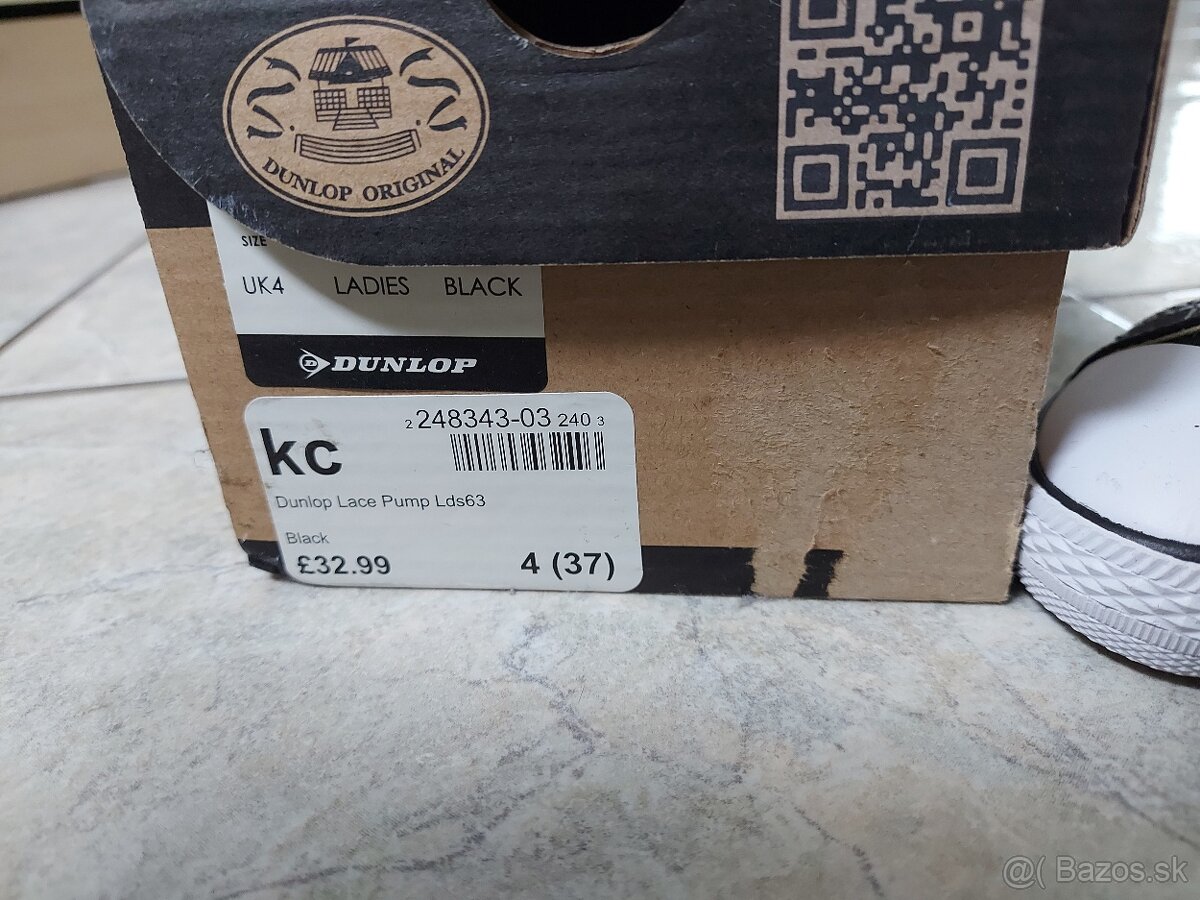 DUNLOP ORIGINAL
SIZE
UK4 LADIES BLACK
D DUNLOP
2 248343-03 240 3
kc
Dunlop Lace Pump Lds63
Black
£32.99 4 (37)
@( Bazos.sk